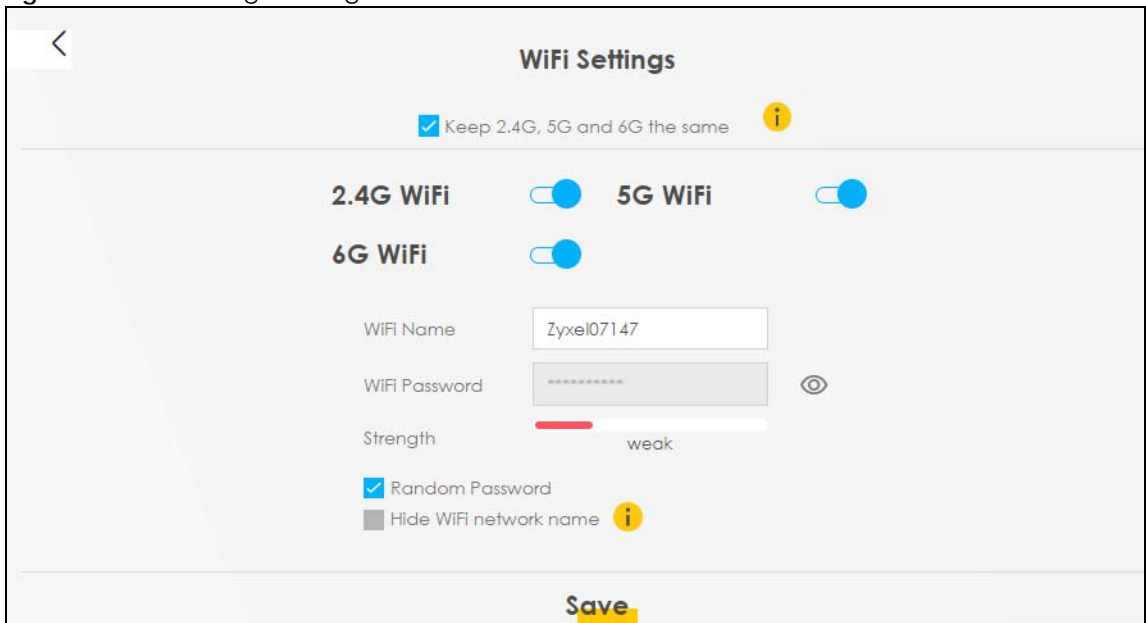 WiFi Settings
Keep 2.4G, 5G and 6G the same
2.4G WiFi 5G WiFi
6G WiFi
WiFi Name Zyxel07147
WiFi Password **********
Strength
weak
Random Password
Hide WiFi network name
Save